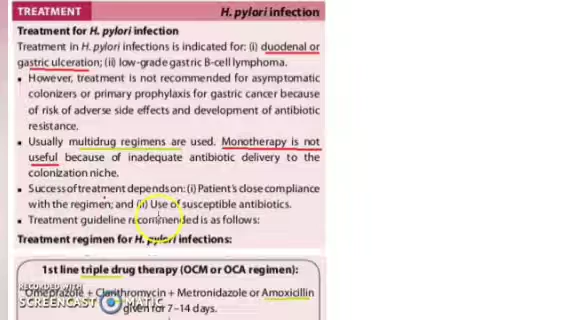 TREATMENT H. pylori infection
Treatment for H. pylori infection
Treatment in H. pylori infections is indicated for: (i) duodenal or
gastric ulceration; (ii) low-grade gastric B-cell lymphoma.
• However, treatment is not recommended for asymptomatic
colonizers or primary prophylaxis for gastric cancer because
of risk of adverse side effects and development of antibiotic
resistance.
• Usually multidrug regimens are used. Monotherapy is not
useful because of inadequate antibiotic delivery to the
colonization niche.
• Success of treatment depends on: (i) Patient's close compliance
with the regimen; and (ii) Use of susceptible antibiotics.
• Treatment guideline recommended is as follows:
Treatment regimen for H. pylori infections:
1st line triple drug therapy (OCM or OCA regimen):
Omeprazole + Clarithromycin + Metronidazole or Amoxicillin
given for 7–14 days.
RECORDED WITH
SCREENCAST MATIC